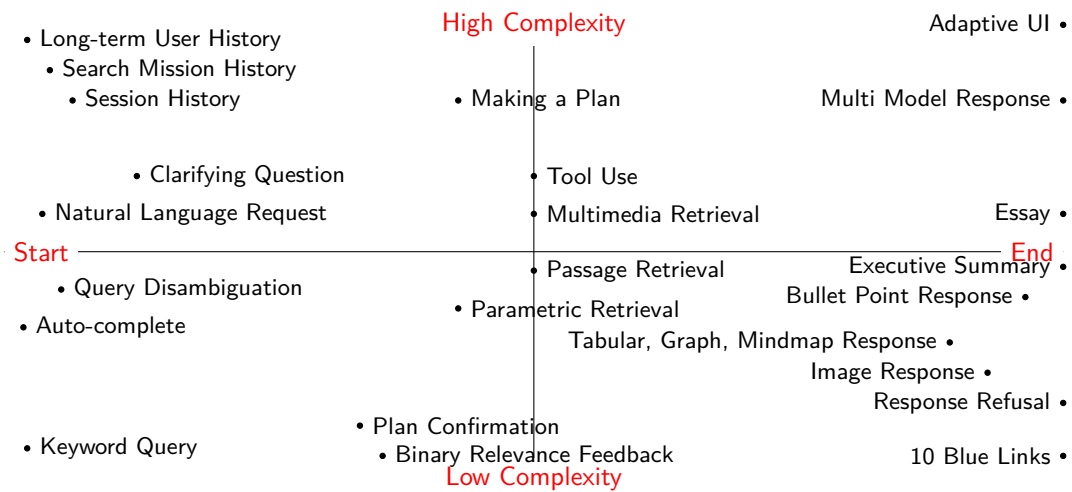 High Complexity
Adaptive UI
Long-term User History
Search Mission History
Session History
Making a Plan
Multi Model Response
Clarifying Question
Tool Use
Natural Language Request
Multimedia Retrieval
Essay
Start
End
Passage Retrieval
Executive Summary
Query Disambiguation
Bullet Point Response
Parametric Retrieval
Auto-complete
Tabular, Graph, Mindmap Response
Image Response
Response Refusal
Plan Confirmation
Keyword Query
Binary Relevance Feedback
10 Blue Links
Low Complexity